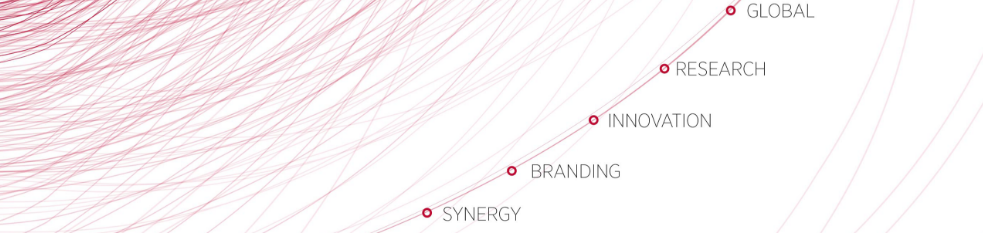 GLOBAL
RESEARCH
INNOVATION
BRANDING
SYNERGY